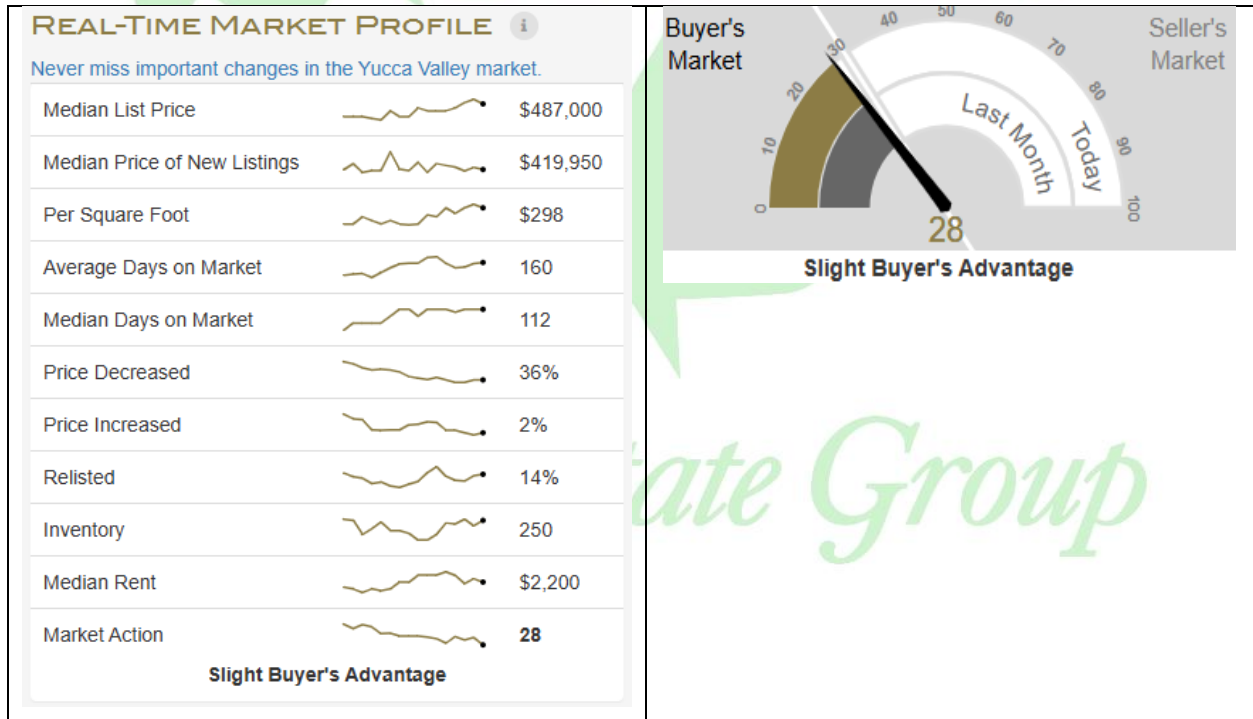 REAL-TIME MARKET PROFILE i
Never miss important changes in the Yucca Valley market.
Median List Price $487,000
Median Price of New Listings $419,950
Per Square Foot $298
Average Days on Market 160
Median Days on Market 112
Price Decreased 36%
Price Increased 2%
Relisted 14%
Inventory 250
Median Rent $2,200
Market Action 28
Slight Buyer's Advantage
Buyer's
Market
Seller's
Market
0
10
20
30
40
50
60
70
80
90
100
Last Month
Today
28
Slight Buyer's Advantage
tate Group